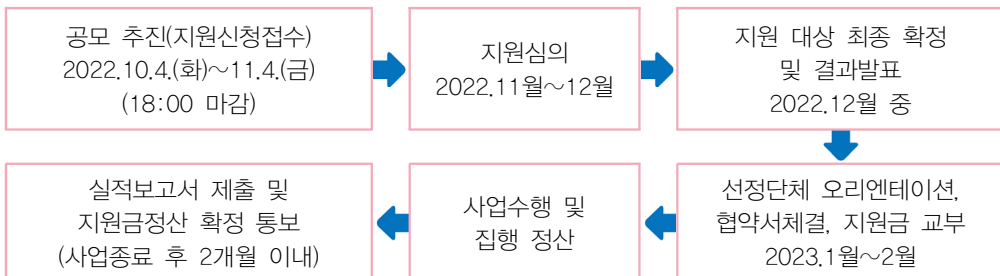 공모 추진(지원신청접수)
2022.10.4.(화)~11.4.(금)
(18:00 마감)
지원심의
2022.11월~12월
지원 대상 최종 확정
및 결과발표
2022.12월 중
선정단체 오리엔테이션,
협약서체결, 지원금 교부
2023.1월~2월
사업수행 및
집행 정산
실적보고서 제출 및
지원금정산 확정 통보
(사업종료 후 2개월 이내)